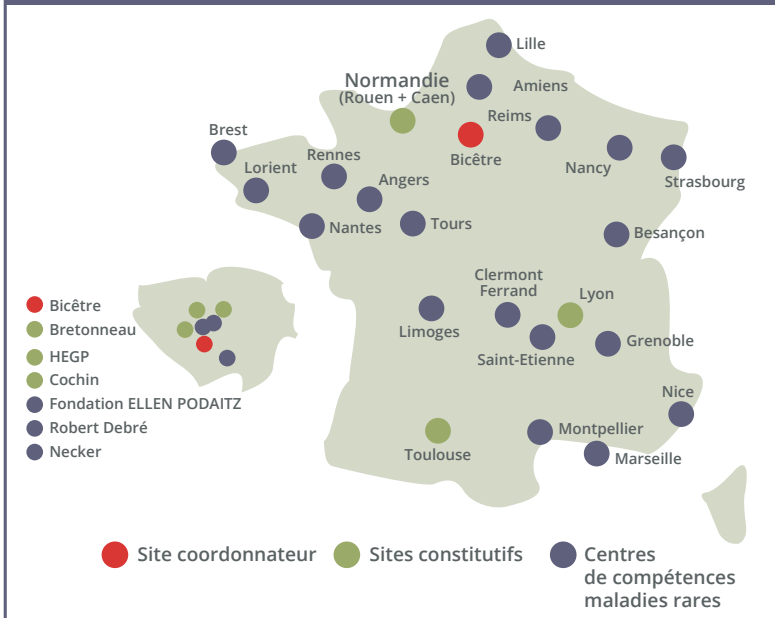 Lille
Normandie
(Rouen + Caen)
Amiens
Reims
Bicêtre
Brest
Lorient
Rennes
Angers
Nancy
Strasbourg
Nantes
Tours
Besançon
Clermont
Ferrand
Lyon
Limoges
Saint-Etienne
Grenoble
Nice
Toulouse
Montpellier
Marseille
Bicêtre
Bretonneau
HEGP
Cochin
Fondation ELLEN PODAITZ
Robert Debré
Necker
Site coordonnateur
Sites constitutifs
Centres
de compétences
maladies rares